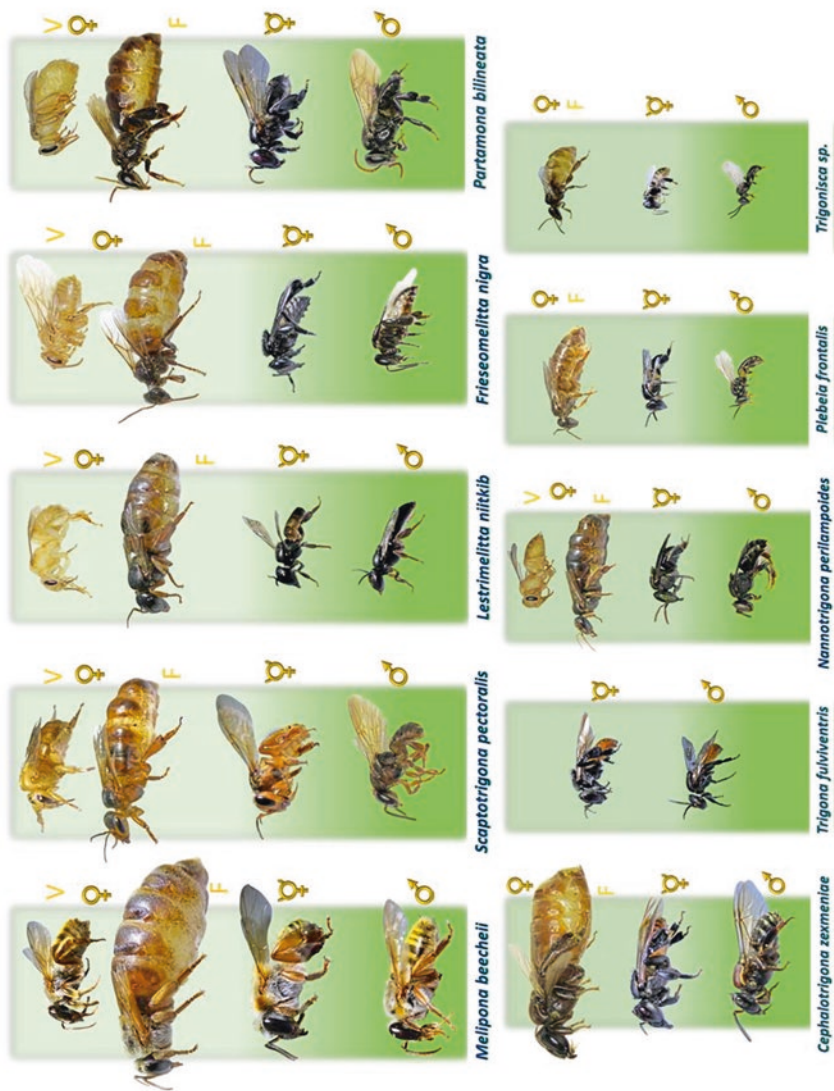 V
F
Melipona beecheii
V
F
Scaptotrigona pectoralis
V
F
Lestrimelitta niitkib
V
F
Frieseomelitta nigra
V
F
Partamona bilineata
F
Cephalotrigona zexmeniae
Trigona fulviventris
V
F
Nannotrigona perilampoides
F
Plebeia frontalis
F
Trigonisca sp.